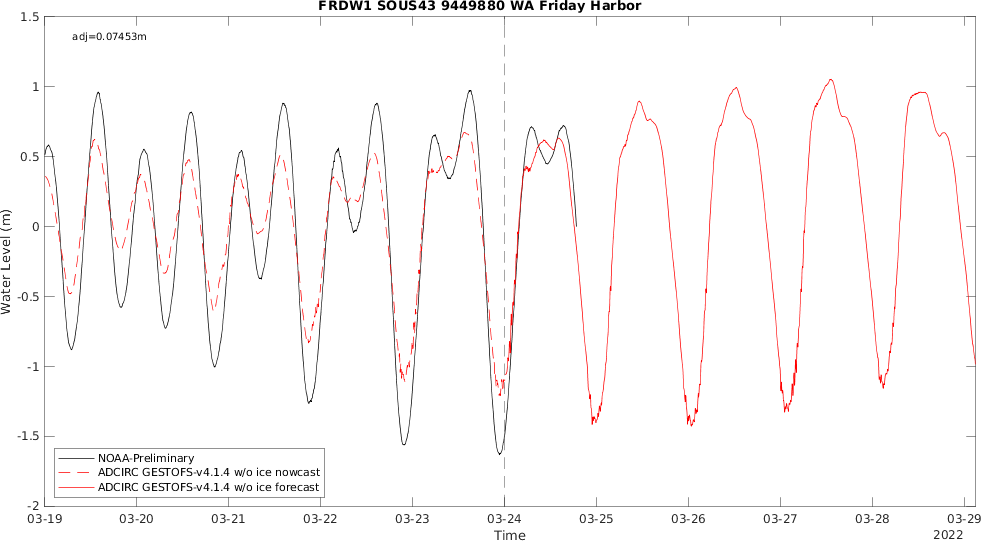 FRDW1 SOUS43 9449880 WA Friday Harbor
adj=0.07453m
1.5
1
0.5
0
-0.5
-1
-1.5
-2
Water Level (m)
NOAA-Preliminary
ADCIRC GESTOFS-v4.1.4 w/o ice nowcast
ADCIRC GESTOFS-v4.1.4 w/o ice forecast
03-19 03-20 03-21 03-22 03-23 03-24 03-25 03-26 03-27 03-28 03-29
Time 2022